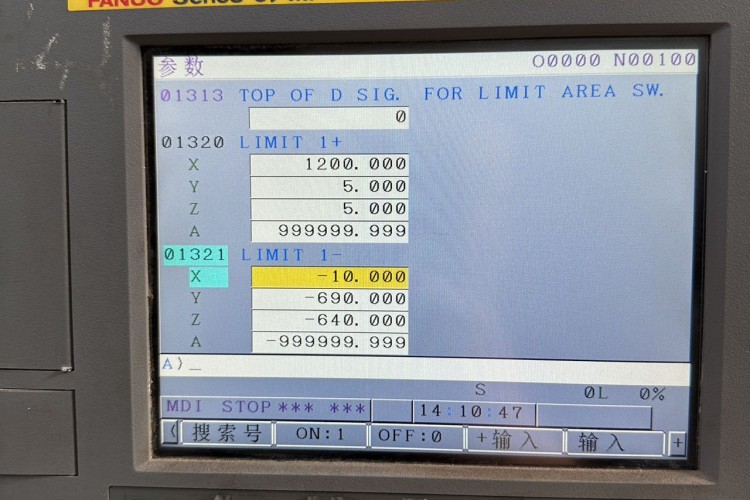 FANUC Series
参数 O0000 N00100
01313 TOP OF D SIG. FOR LIMIT AREA SW.
0
01320 LIMIT 1+
X 1200.000
Y 5.000
Z 5.000
A 999999.999
01321 LIMIT 1-
X -10.000
Y -690.000
Z -640.000
A -999999.999
A)_
S 0L 0%
MDI STOP*** *** 14:10:47
( 搜索号 ON:1 OFF:0 +输入 输入 +